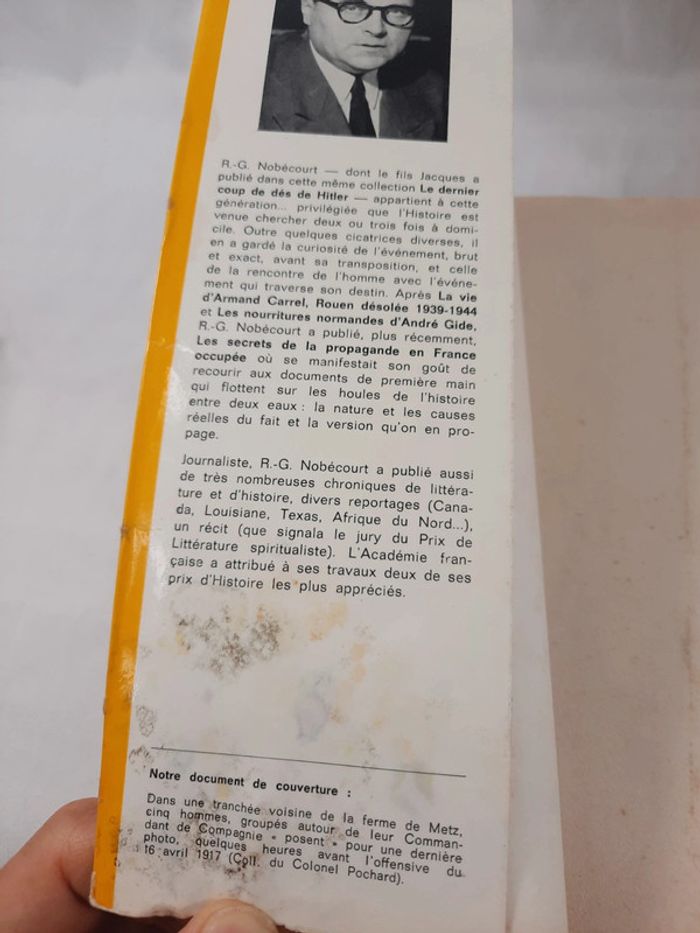 R.-G. Nobécourt — dont le fils Jacques a
publié dans cette même collection Le dernier
coup de dés de Hitler — appartient à cette
génération... privilégiée que l'Histoire est
venue chercher deux ou trois fois à domi-
cile. Outre quelques cicatrices diverses, il
en a gardé la curiosité de l'événement, brut
et exact, avant sa transposition, et celle
de la rencontre de l'homme avec l'événe-
ment qui traverse son destin. Après La vie
d'Armand Carrel, Rouen désolée 1939-1944
et Les nourritures normandes d'André Gide,
R.-G. Nobécourt a publié, plus récemment,
Les secrets de la propagande en France
occupée où se manifestait son goût de
recourir aux documents de première main
qui flottent sur les houles de l'histoire
entre deux eaux : la nature et les causes
réelles du fait et la version qu'on en pro-
page.
Journaliste, R.-G. Nobécourt a publié aussi
de très nombreuses chroniques de littéra-
ture et d'histoire, divers reportages (Cana-
da, Louisiane, Texas, Afrique du Nord...),
un récit (que signala le jury du Prix de
Littérature spiritualiste). L'Académie fran-
çaise a attribué à ses travaux deux de ses
prix d'Histoire les plus appréciés.
Notre document de couverture :
Dans une tranchée voisine de la ferme de Metz,
cinq hommes, groupés autour de leur Comman-
dant de Compagnie « posent » pour une dernière
photo, quelques heures avant l'offensive du
16 avril 1917 (Coll. du Colonel Pochard).